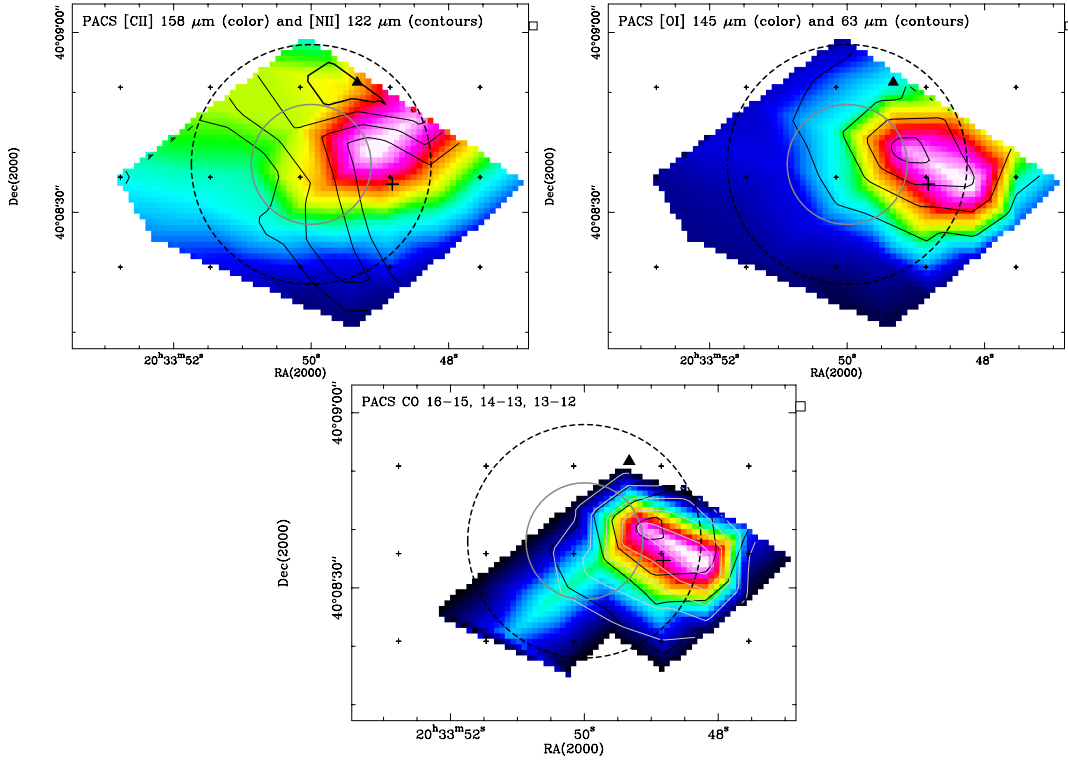 PACS [CII] 158 μm (color) and [NII] 122 μm (contours)
40°09'00"
Dec(2000)
40°08'30"
20ʰ33ᵐ52ˢ
50ˢ
48ˢ
RA(2000)
PACS [OI] 145 μm (color) and 63 μm (contours)
40°09'00"
Dec(2000)
40°08'30"
20ʰ33ᵐ52ˢ
50ˢ
48ˢ
RA(2000)
PACS CO 16−15, 14−13, 13−12
40°09'00"
Dec(2000)
40°08'30"
20ʰ33ᵐ52ˢ
50ˢ
48ˢ
RA(2000)